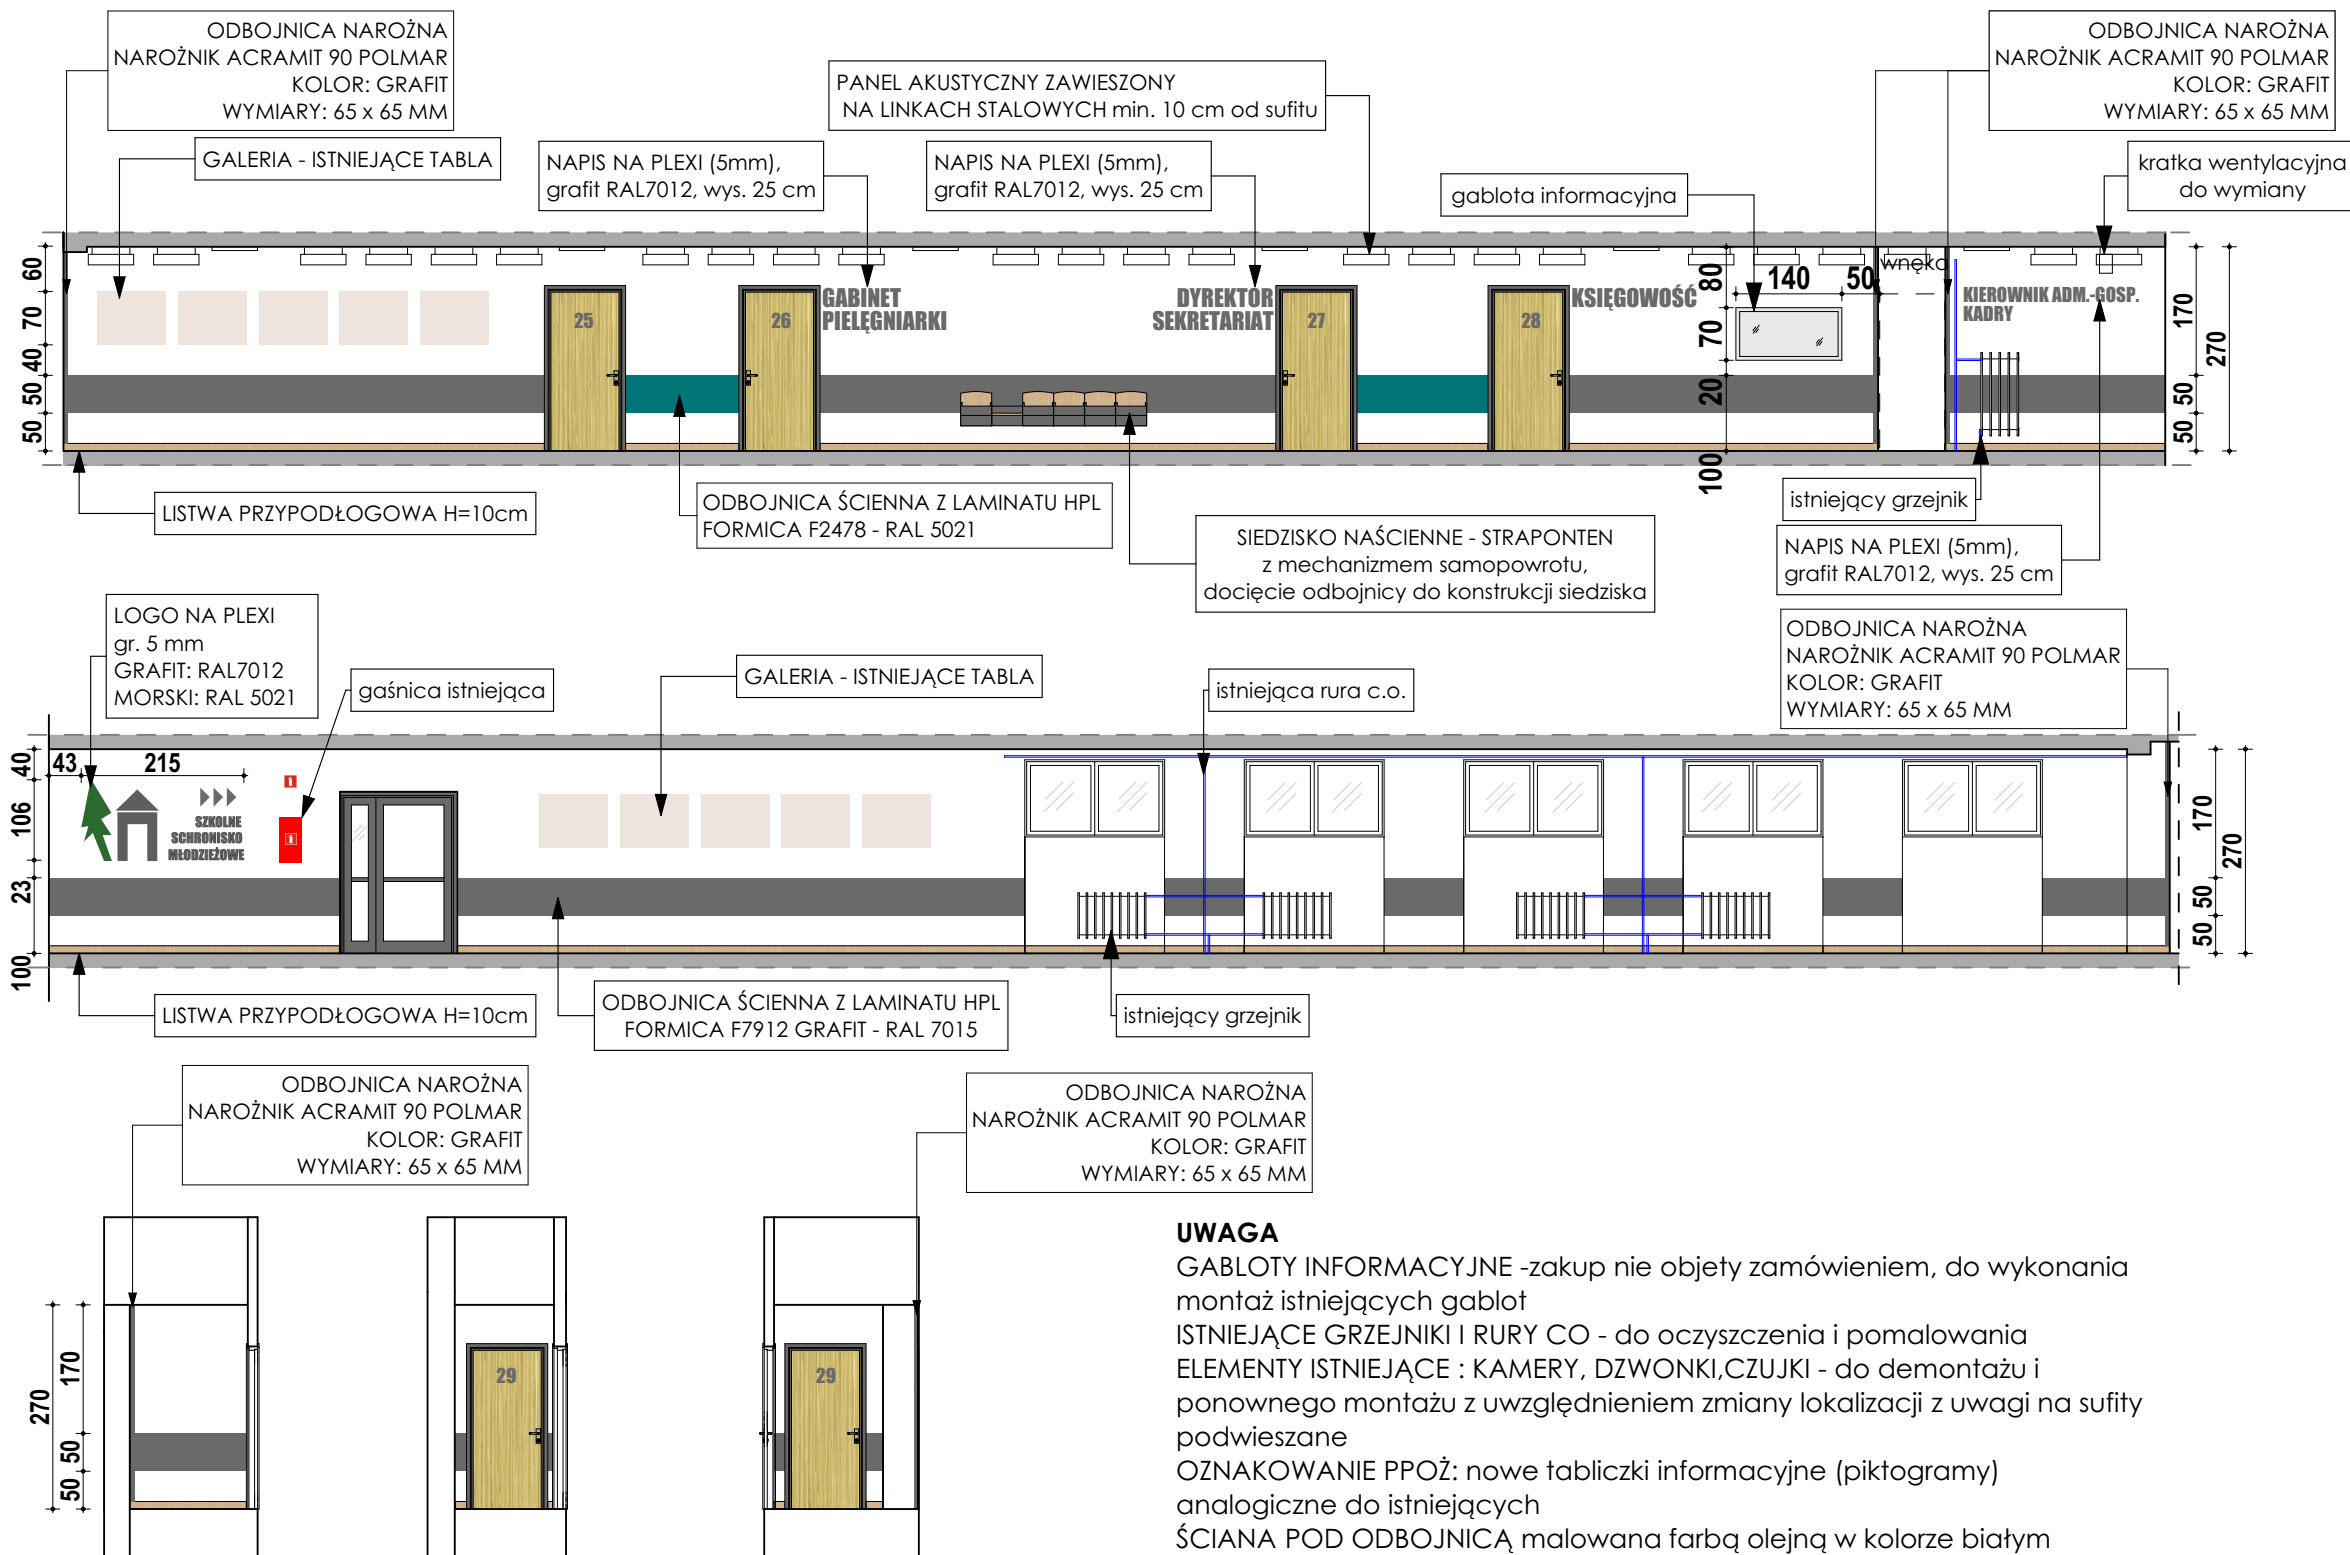 ODBOJNICA NAROŻNA
NAROŻNIK ACRAMIT 90 POLMAR
KOLOR: GRAFIT
WYMIARY: 65 x 65 MM
GALERIA - ISTNIEJĄCE TABLA
NAPIS NA PLEXI (5mm),
grafit RAL7012, wys. 25 cm
PANEL AKUSTYCZNY ZAWIESZONY
NA LINKACH STALOWYCH min. 10 cm od sufitu
NAPIS NA PLEXI (5mm),
grafit RAL7012, wys. 25 cm
gablota informacyjna
ODBOJNICA NAROŻNA
NAROŻNIK ACRAMIT 90 POLMAR
KOLOR: GRAFIT
WYMIARY: 65 x 65 MM
kratka wentylacyjna
do wymiany
60
70
40
50
50
25
26
GABINET
PIELĘGNIARKI
DYREKTOR
SEKRETARIAT
27
28
KSIĘGOWOŚĆ
80
140
50
wnęka
70
20
100
KIEROWNIK ADM.-GOSP.
KADRY
170
50
50
270
LISTWA PRZYPODŁOGOWA H=10cm
ODBOJNICA ŚCIENNA Z LAMINATU HPL
FORMICA F2478 - RAL 5021
SIEDZISKO NAŚCIENNE - STRAPONTEN
z mechanizmem samopowrotu,
docięcie odbojnicy do konstrukcji siedziska
istniejący grzejnik
NAPIS NA PLEXI (5mm),
grafit RAL7012, wys. 25 cm
LOGO NA PLEXI
gr. 5 mm
GRAFIT: RAL7012
MORSKI: RAL 5021
gaśnica istniejąca
GALERIA - ISTNIEJĄCE TABLA
istniejąca rura c.o.
ODBOJNICA NAROŻNA
NAROŻNIK ACRAMIT 90 POLMAR
KOLOR: GRAFIT
WYMIARY: 65 x 65 MM
40
106
23
100
43
215
SZKOLNE
SCHRONISKO
MŁODZIEŻOWE
170
50
50
270
LISTWA PRZYPODŁOGOWA H=10cm
ODBOJNICA ŚCIENNA Z LAMINATU HPL
FORMICA F7912 GRAFIT - RAL 7015
istniejący grzejnik
ODBOJNICA NAROŻNA
NAROŻNIK ACRAMIT 90 POLMAR
KOLOR: GRAFIT
WYMIARY: 65 x 65 MM
ODBOJNICA NAROŻNA
NAROŻNIK ACRAMIT 90 POLMAR
KOLOR: GRAFIT
WYMIARY: 65 x 65 MM
270
170
50
50
29
29
UWAGA
GABLOTY INFORMACYJNE -zakup nie objety zamówieniem, do wykonania
montaż istniejących gablot
ISTNIEJĄCE GRZEJNIKI I RURY CO - do oczyszczenia i pomalowania
ELEMENTY ISTNIEJĄCE : KAMERY, DZWONKI,CZUJKI - do demontażu i
ponownego montażu z uwzględnieniem zmiany lokalizacji z uwagi na sufity
podwieszane
OZNAKOWANIE PPOŻ: nowe tabliczki informacyjne (piktogramy)
analogiczne do istniejących
ŚCIANA POD ODBOJNICĄ malowana farbą olejną w kolorze białym